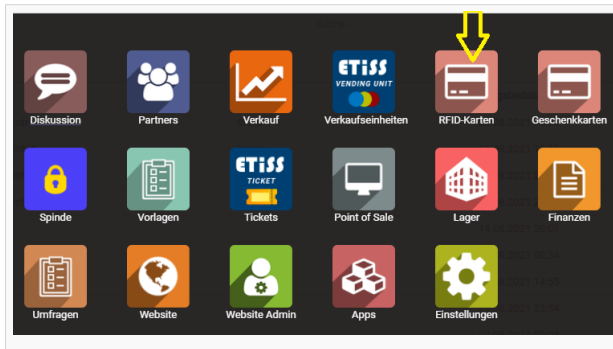 Diskussion
Partners
Verkauf
ETISS
VENDING UNIT
Verkaufseinheiten
RFID-Karten
Geschenkkarten
Spinde
Vorlagen
ETISS
TICKET
Tickets
Point of Sale
Lager
Finanzen
Umfragen
Website
Website Admin
Apps
Einstellungen